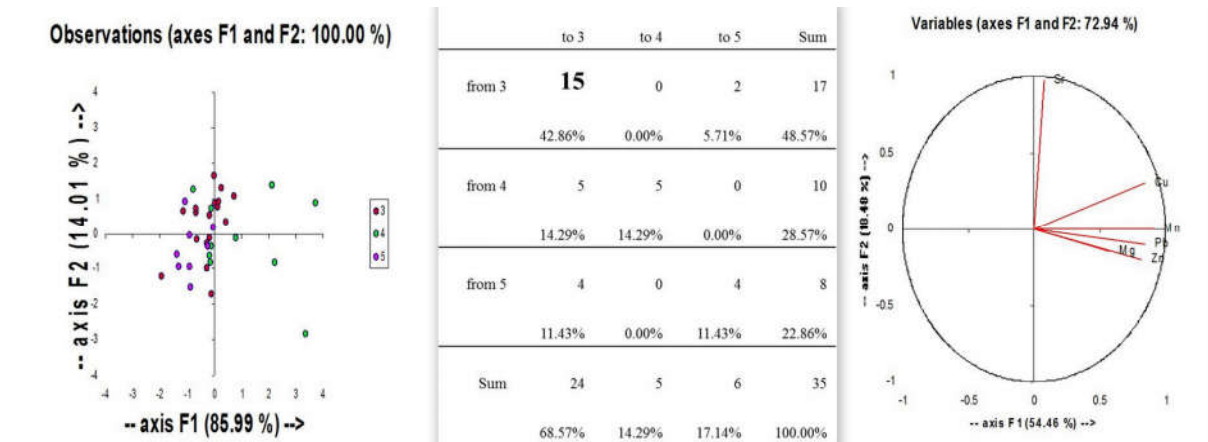 Observations (axes F1 and F2: 100.00 %)
-- axis F2 (14.01 %) -->
4
3
2
1
0
-1
-2
-3
-4
-4 -3 -2 -1 0 1 2 3 4
-- axis F1 (85.99 %) -->
3
4
5
to 3 to 4 to 5 Sum
from 3 15 0 2 17
42.86% 0.00% 5.71% 48.57%
from 4 5 5 0 10
14.29% 14.29% 0.00% 28.57%
from 5 4 0 4 8
11.43% 0.00% 11.43% 22.86%
Sum 24 5 6 35
68.57% 14.29% 17.14% 100.00%
Variables (axes F1 and F2: 72.94 %)
-- axis F2 (18.48 %) -->
1
0.5
0
-0.5
-1
Sr
Cu
Mn
Pb
Mg
Zn
-1 -0.5 0 0.5 1
-- axis F1 (54.46 %) -->